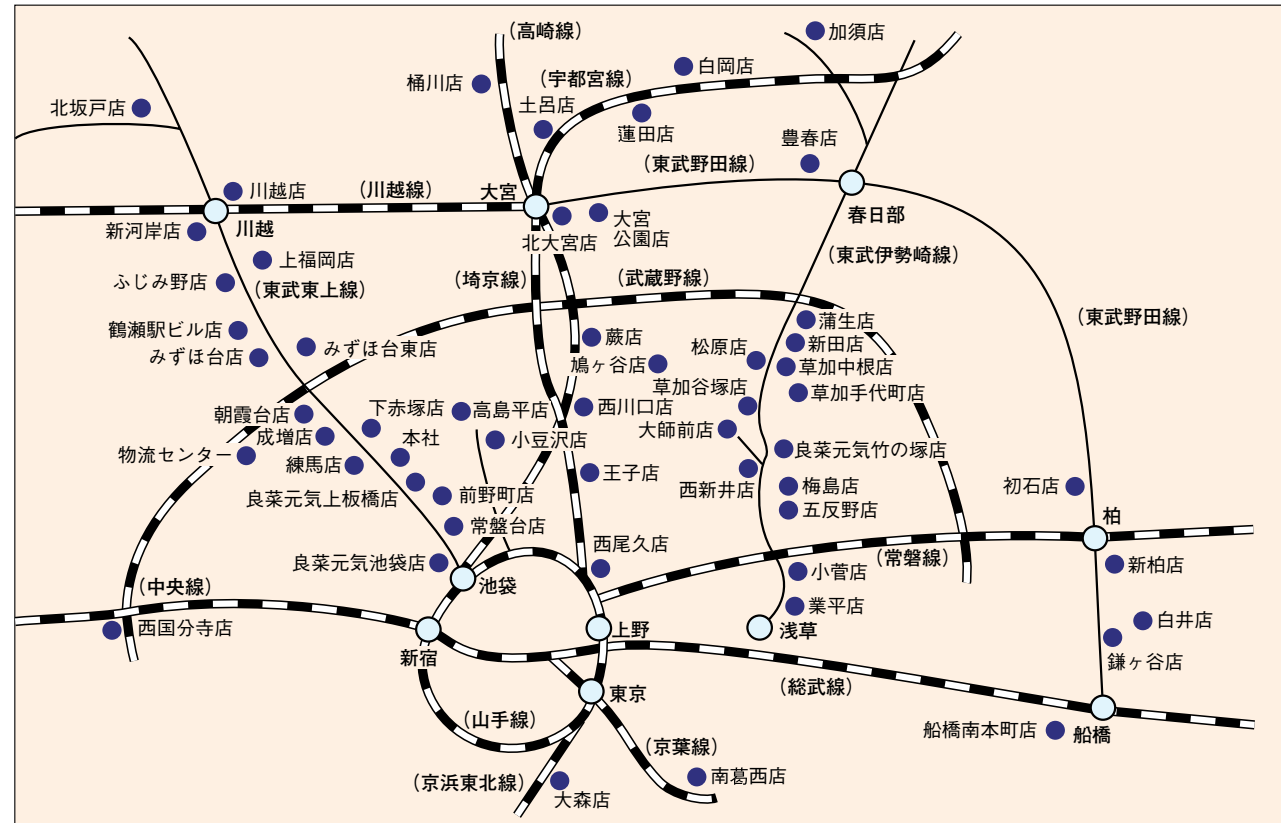 （高崎線）
加須店
白岡店
（宇都宮線）
桶川店
北坂戸店
土呂店
蓮田店
豊春店
（東武野田線）
川越店
（川越線）
大宮
川越
新河岸店
大宮
公園店
北大宮店
春日部
上福岡店
（東武伊勢崎線）
ふじみ野店
（東武東上線）
（埼京線）
（武蔵野線）
（東武野田線）
鶴瀬駅ビル店
みずほ台店
みずほ台東店
蕨店
鳩ヶ谷店
松原店
蒲生店
新田店
草加中根店
草加谷塚店
草加手代町店
朝霞台店
下赤塚店
高島平店
西川口店
成増店
本社
小豆沢店
大師前店
物流センター
練馬店
王子店
良菜元気竹の塚店
西新井店
梅島店
初石店
良菜元気上板橋店
前野町店
五反野店
常盤台店
柏
良菜元気池袋店
西尾久店
（常磐線）
新柏店
池袋
小菅店
（中央線）
業平店
西国分寺店
新宿
上野
浅草
白井店
鎌ヶ谷店
（総武線）
東京
（山手線）
船橋南本町店
船橋
（京葉線）
（京浜東北線）
大森店
南葛西店